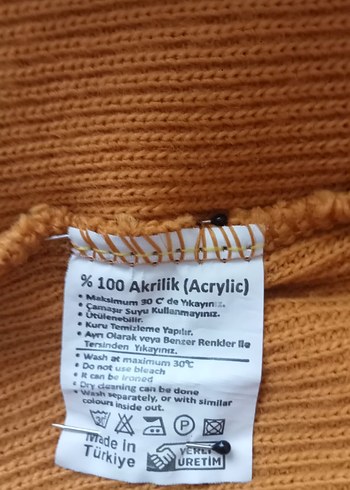 % 100 Akrilik (Acrylic)
• Maksimum 30 C' de Yıkayınız.
• Çamaşır Suyu Kullanmayınız.
• Ütülenebilir.
• Kuru Temizleme Yapılır.
• Ayrı Olarak veya Benzer Renkler ile
Tersinden Yıkayınız.
• Wash at maximum 30°C
• Do not use bleach
• It can be ironed
• Dry cleaning can be done
• Wash separately, or with similar
colours inside out.
P
Made in
Türkiye
YERLİ
ÜRETİM